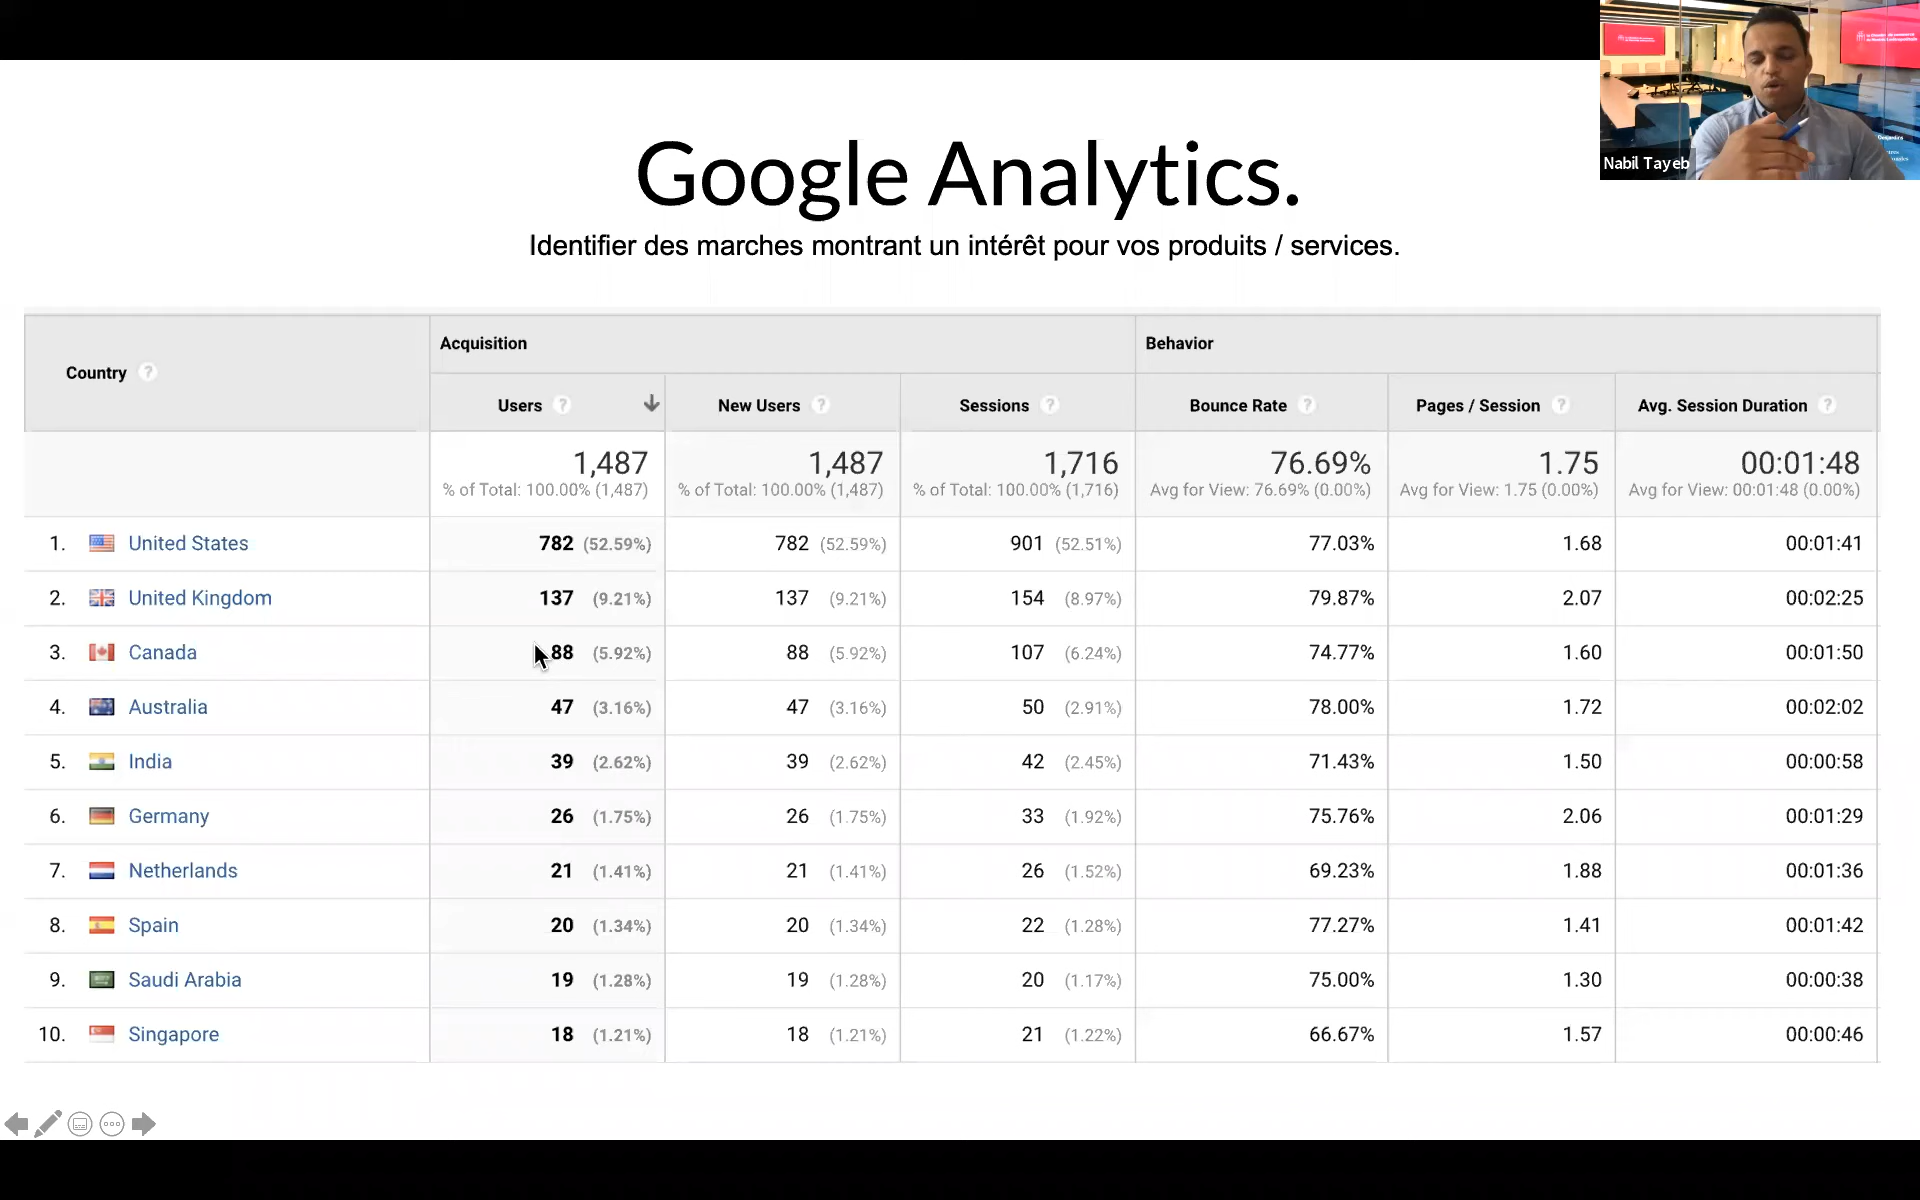 Google Analytics.
Identifier des marches montrant un intérêt pour vos produits / services.
Nabil Tayeb
Country ? Acquisition Behavior
Users ? New Users ? Sessions ? Bounce Rate ? Pages / Session ? Avg. Session Duration ?
1,487 1,487 1,716 76.69% 1.75 00:01:48
% of Total: 100.00% (1,487) % of Total: 100.00% (1,487) % of Total: 100.00% (1,716) Avg for View: 76.69% (0.00%) Avg for View: 1.75 (0.00%) Avg for View: 00:01:48 (0.00%)
1. United States 782 (52.59%) 782 (52.59%) 901 (52.51%) 77.03% 1.68 00:01:41
2. United Kingdom 137 (9.21%) 137 (9.21%) 154 (8.97%) 79.87% 2.07 00:02:25
3. Canada 88 (5.92%) 88 (5.92%) 107 (6.24%) 74.77% 1.60 00:01:50
4. Australia 47 (3.16%) 47 (3.16%) 50 (2.91%) 78.00% 1.72 00:02:02
5. India 39 (2.62%) 39 (2.62%) 42 (2.45%) 71.43% 1.50 00:00:58
6. Germany 26 (1.75%) 26 (1.75%) 33 (1.92%) 75.76% 2.06 00:01:29
7. Netherlands 21 (1.41%) 21 (1.41%) 26 (1.52%) 69.23% 1.88 00:01:36
8. Spain 20 (1.34%) 20 (1.34%) 22 (1.28%) 77.27% 1.41 00:01:42
9. Saudi Arabia 19 (1.28%) 19 (1.28%) 20 (1.17%) 75.00% 1.30 00:00:38
10. Singapore 18 (1.21%) 18 (1.21%) 21 (1.22%) 66.67% 1.57 00:00:46